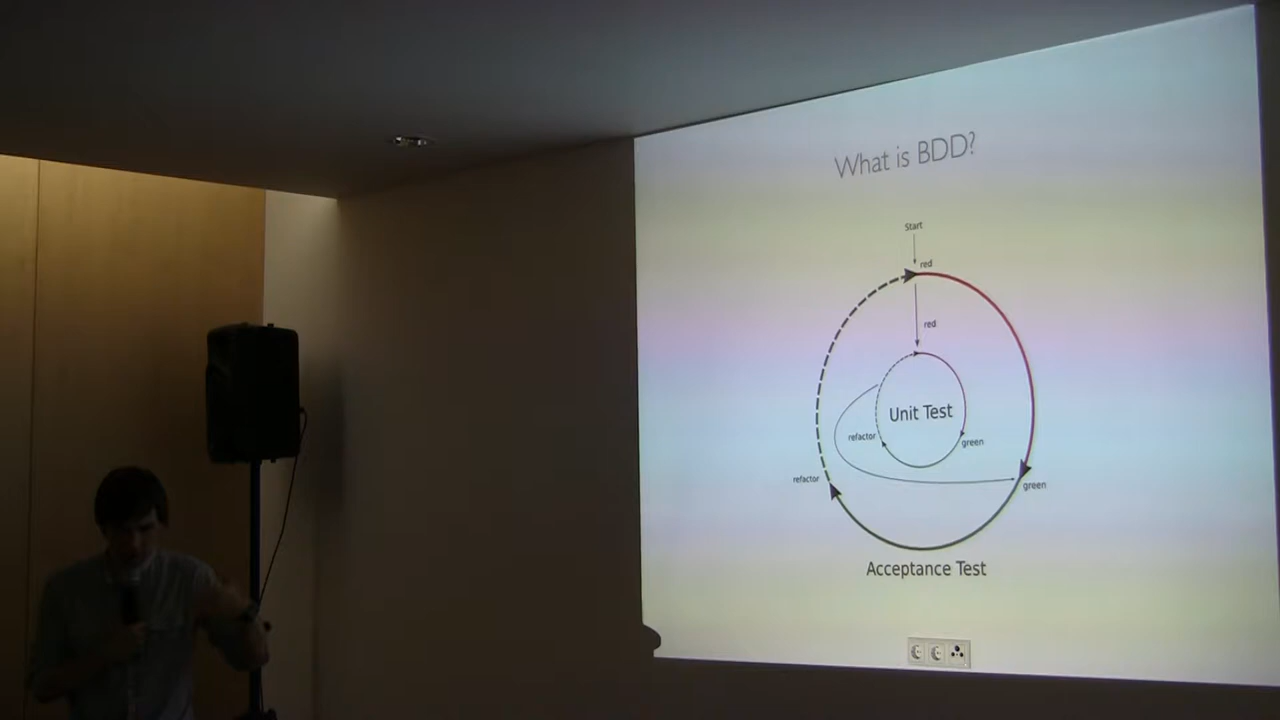 What is BDD?
Start
red
red
Unit Test
refactor
green
refactor
green
Acceptance Test